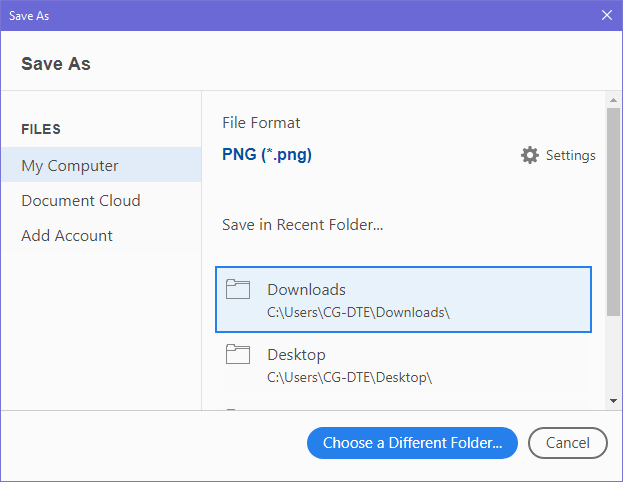 Save As
Save As
FILES
My Computer
Document Cloud
Add Account
File Format
PNG (*.png)
Settings
Save in Recent Folder...
Downloads
C:\Users\CG-DTE\Downloads\
Desktop
C:\Users\CG-DTE\Desktop\
Choose a Different Folder...
Cancel